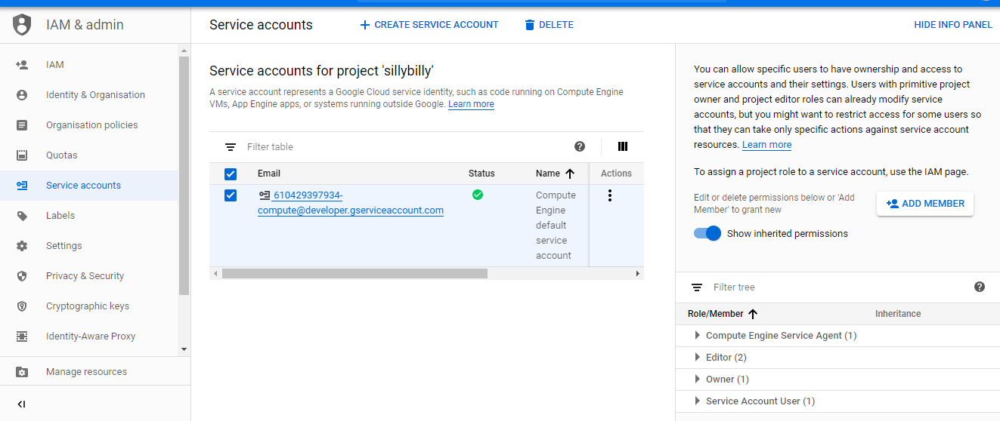 IAM & admin
Service accounts
CREATE SERVICE ACCOUNT
DELETE
HIDE INFO PANEL
IAM
Identity & Organisation
Organisation policies
Quotas
Service accounts
Labels
Settings
Privacy & Security
Cryptographic keys
Identity-Aware Proxy
Manage resources
Service accounts for project 'sillybilly'
A service account represents a Google Cloud service identity, such as code running on Compute Engine
VMs, App Engine apps, or systems running outside Google. Learn more
Filter table
Email Status Name Actions
610429397934-
compute@developer.gserviceaccount.com
Compute
Engine
default
service
account
You can allow specific users to have ownership and access to
service accounts and their settings. Users with primitive project
owner and project editor roles can already modify service
accounts, but you might want to restrict access for some users so
that they can take only specific actions against service account
resources. Learn more
To assign a project role to a service account, use the IAM page.
Edit or delete permissions below or 'Add
Member' to grant new
ADD MEMBER
Show inherited permissions
Filter tree
Role/Member Inheritance
Compute Engine Service Agent (1)
Editor (2)
Owner (1)
Service Account User (1)